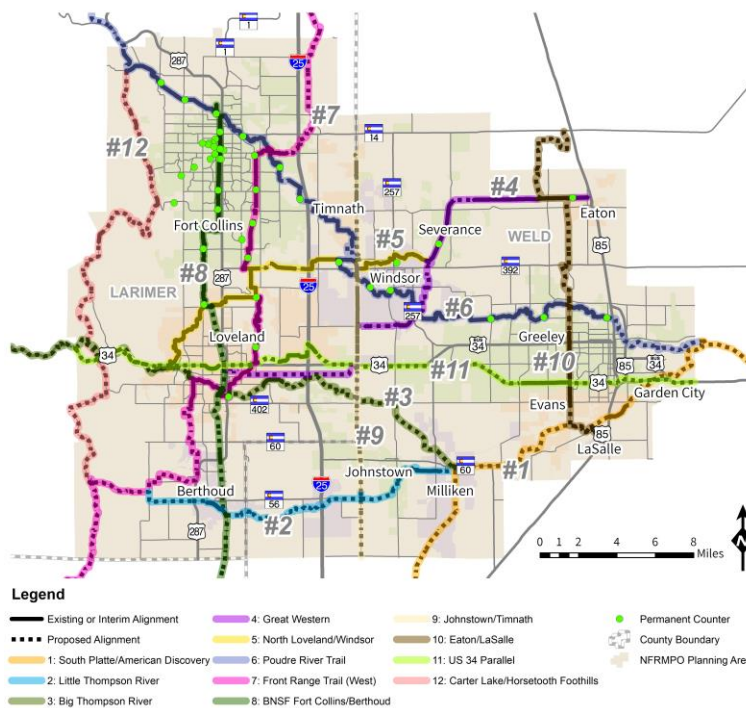 1
1
287
25
#7
#12
14
257
#4
Timnath
Fort Collins
Severance
Eaton
#5
WELD
85
#8
Windsor
392
287
LARIMER
25
257
#6
Loveland
Greeley
34
34
34
#11
#10
85
34
34
#3
Garden City
402
Evans
#9
60
85
LaSalle
Johnstown
60
#1
Berthoud
25
Milliken
56
#2
287
0 1 2 4 6 8
Miles
N
Legend
Existing or Interim Alignment
Proposed Alignment
1: South Platte/American Discovery
2: Little Thompson River
3: Big Thompson River
4: Great Western
5: North Loveland/Windsor
6: Poudre River Trail
7: Front Range Trail (West)
8: BNSF Fort Collins/Berthoud
9: Johnstown/Timnath
10: Eaton/LaSalle
11: US 34 Parallel
12: Carter Lake/Horsetooth Foothills
Permanent Counter
County Boundary
NFRMPO Planning Area